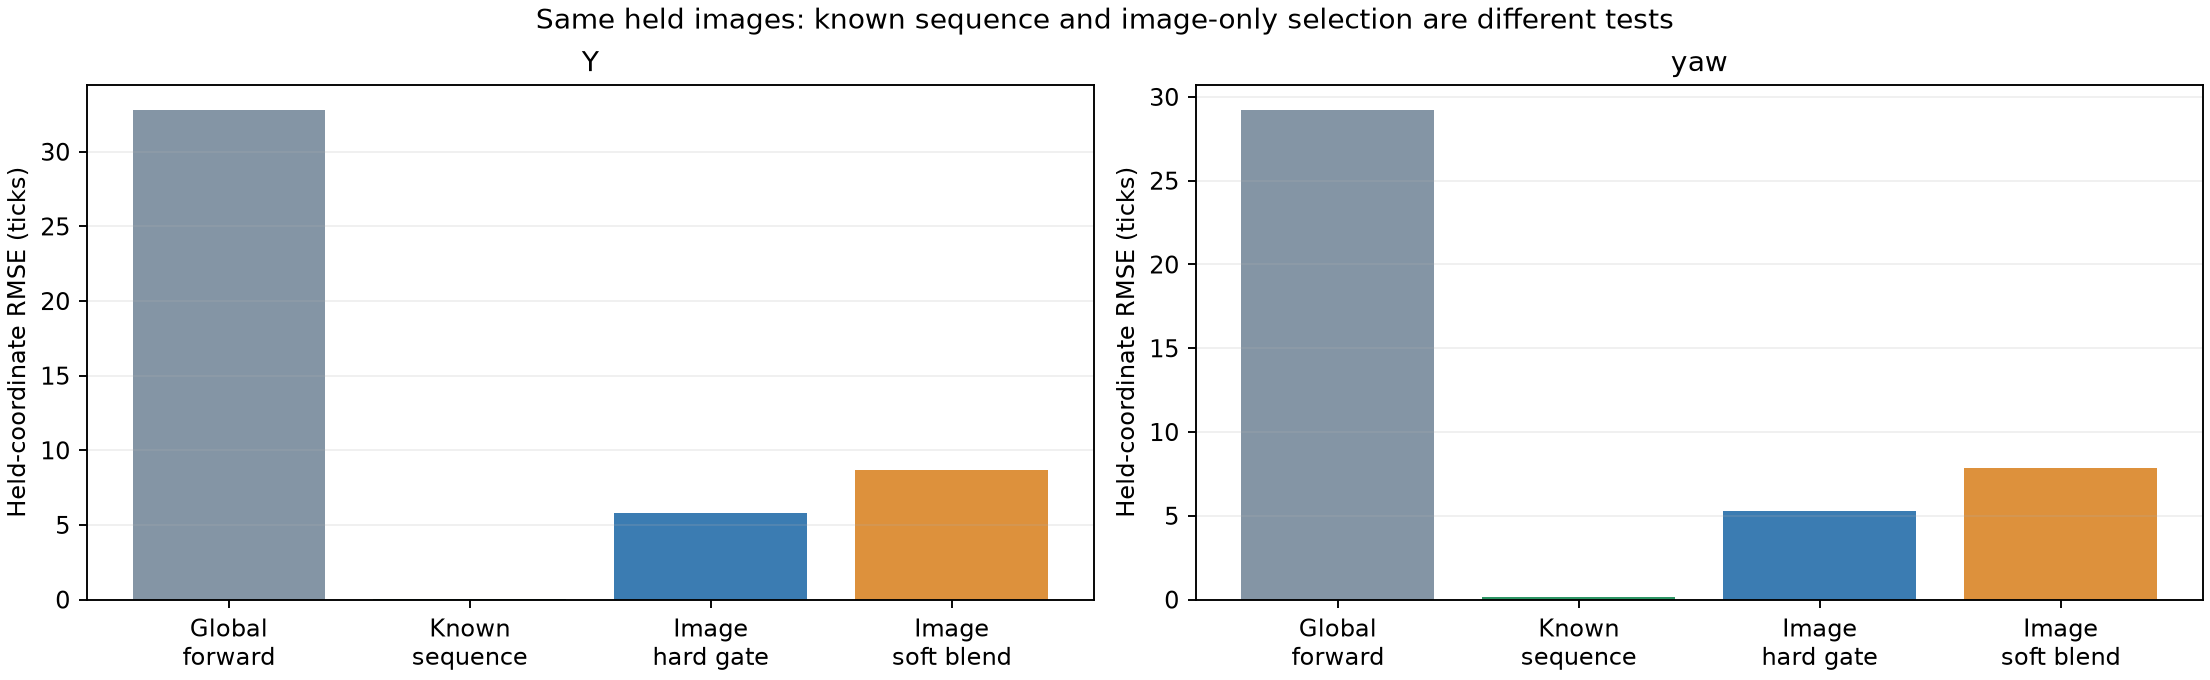 Same held images: known sequence and image-only selection are different tests
Y
Held-coordinate RMSE (ticks)
30
25
20
15
10
5
0
Global
forward
Known
sequence
Image
hard gate
Image
soft blend
yaw
Held-coordinate RMSE (ticks)
30
25
20
15
10
5
0
Global
forward
Known
sequence
Image
hard gate
Image
soft blend